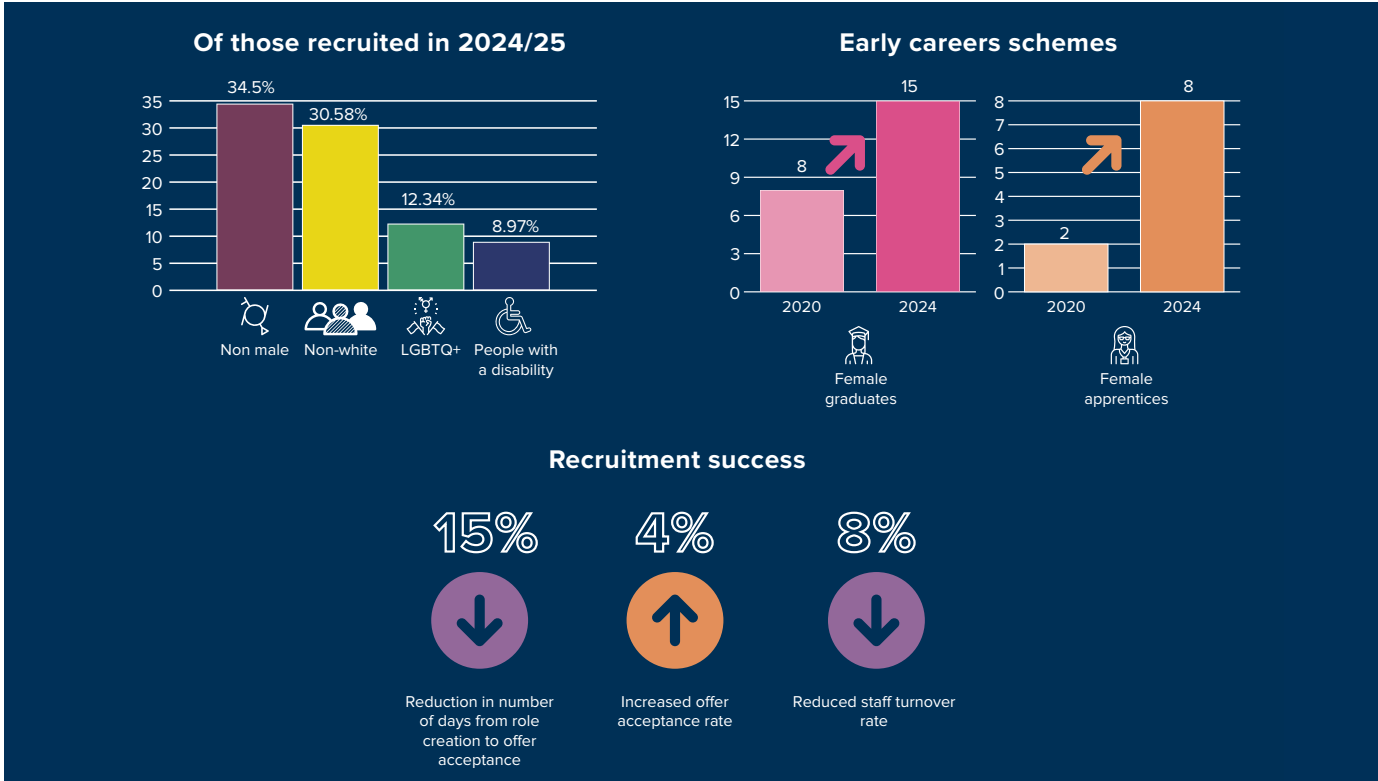 Of those recruited in 2024/25
34.5%
30.58%
12.34%
8.97%
35
30
25
20
15
10
5
0
Non male
Non-white
LGBTQ+
People with
a disability
Early careers schemes
15
12
9
6
3
0
8
15
2020
2024
Female
graduates
8
7
6
5
4
3
2
1
0
2
8
2020
2024
Female
apprentices
Recruitment success
15%
Reduction in number
of days from role
creation to offer
acceptance
4%
Increased offer
acceptance rate
8%
Reduced staff turnover
rate